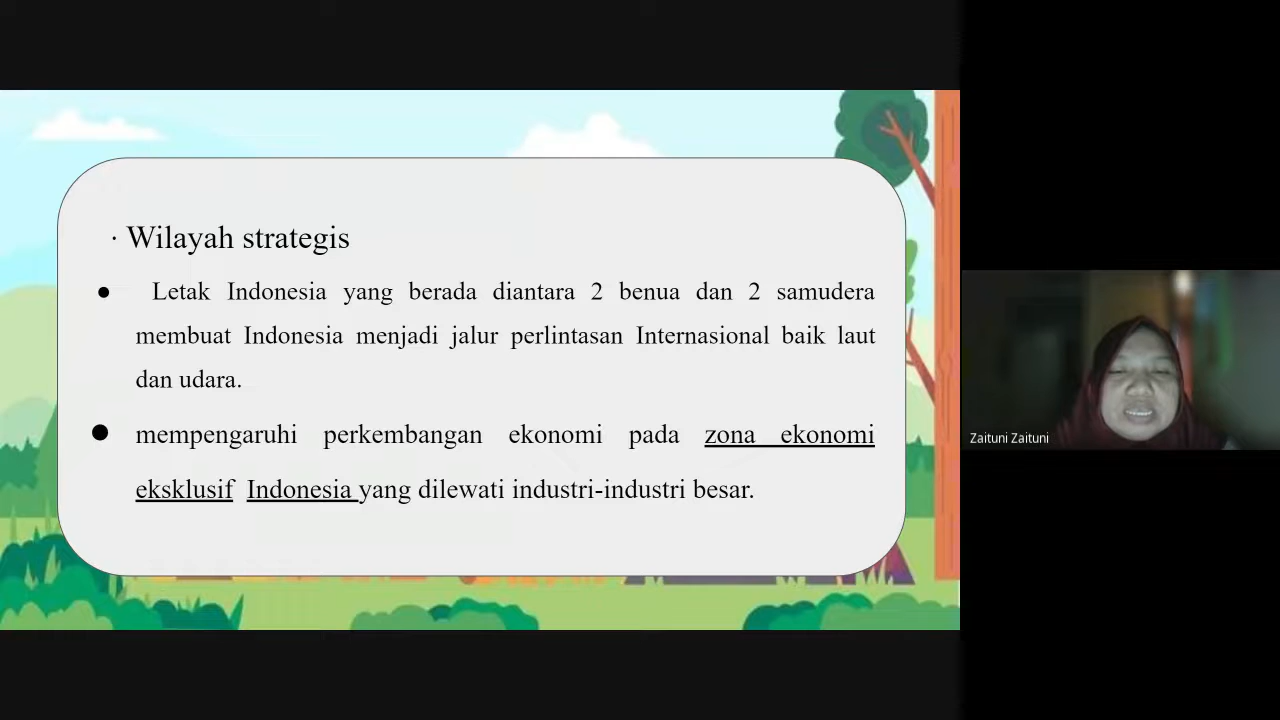 · Wilayah strategis
● Letak Indonesia yang berada diantara 2 benua dan 2 samudera
membuat Indonesia menjadi jalur perlintasan Internasional baik laut
dan udara.
● mempengaruhi perkembangan ekonomi pada zona ekonomi
eksklusif Indonesia yang dilewati industri-industri besar.
Zaituni Zaituni